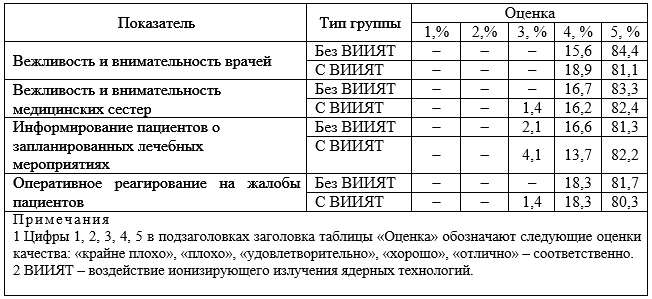 Показатель Тип группы Оценка
1,% 2,% 3, % 4, % 5, %
Вежливость и внимательность врачей Без ВИИЯТ – – – 15,6 84,4
С ВИИЯТ – – – 18,9 81,1
Вежливость и внимательность Без ВИИЯТ – – – 16,7 83,3
медицинских сестер С ВИИЯТ – – 1,4 16,2 82,4
Информирование пациентов о Без ВИИЯТ – – 2,1 16,6 81,3
запланированных лечебных С ВИИЯТ
мероприятиях – – 4,1 13,7 82,2
Оперативное реагирование на жалобы Без ВИИЯТ – – – 18,3 81,7
пациентов С ВИИЯТ – – 1,4 18,3 80,3
Примечания
1 Цифры 1, 2, 3, 4, 5 в подзаголовках заголовка таблицы «Оценка» обозначают следующие оценки
качества: «крайне плохо», «плохо», «удовлетворительно», «хорошо», «отлично» – соответственно.
2 ВИИЯТ – воздействие ионизирующего излучения ядерных технологий.